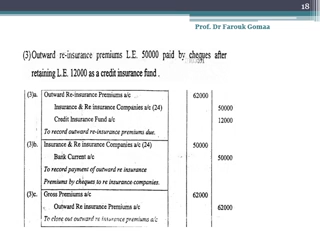 18
Prof. Dr Farouk Gomaa
(3)Outward re-insurance premiums L.E. 50000 paid by cheques after
retaining L.E. 12000 as a credit insurance fund .
(3)a. Outward Re-insurance Premiums a/c 62000
Insurance & Re insurance Companies a/c (24) 50000
Credit Insurance Fund a/c 12000
To record outward re-insurance premiums due.
(3)b. Insurance & Re insurance Companies a/c (24) 50000
Bank Current a/c 50000
To record payment of outward re insurance
Premiums by cheques to re insurance companies.
(3)c. Gross Premiums a/c 62000
Outward Re insurance Premiums a/c 62000
To close out outward re insurance premiums a/c